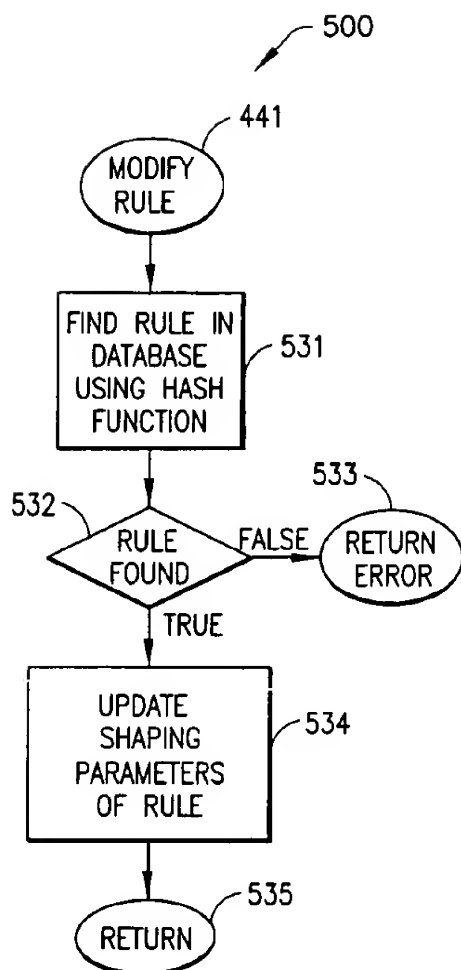 500
441
MODIFY
RULE
FIND RULE IN
DATABASE
USING HASH
FUNCTION
531
532
RULE
FOUND
FALSE
533
RETURN
ERROR
TRUE
UPDATE
SHAPING
PARAMETERS
OF RULE
534
RETURN
535